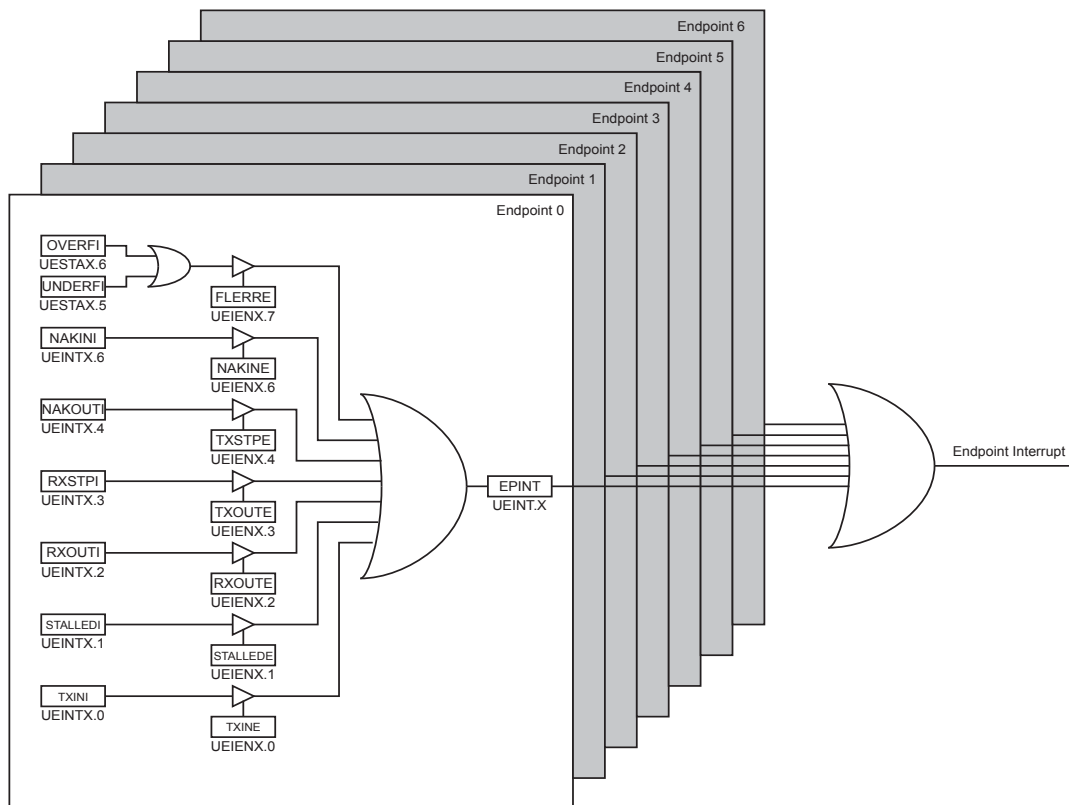 Endpoint 6
Endpoint 5
Endpoint 4
Endpoint 3
Endpoint 2
Endpoint 1
Endpoint 0
OVERFI
UESTAX.6
UNDERFI
UESTAX.5
FLERRE
UEIENX.7
NAKINI
UEINTX.6
NAKINE
UEIENX.6
NAKOUTI
UEINTX.4
TXSTPE
UEIENX.4
RXSTPI
UEINTX.3
TXOUTE
UEIENX.3
RXOUTI
UEINTX.2
RXOUTE
UEIENX.2
STALLEDI
UEINTX.1
STALLEDE
UEIENX.1
TXINI
UEINTX.0
TXINE
UEIENX.0
EPINT
UEINT.X
Endpoint Interrupt